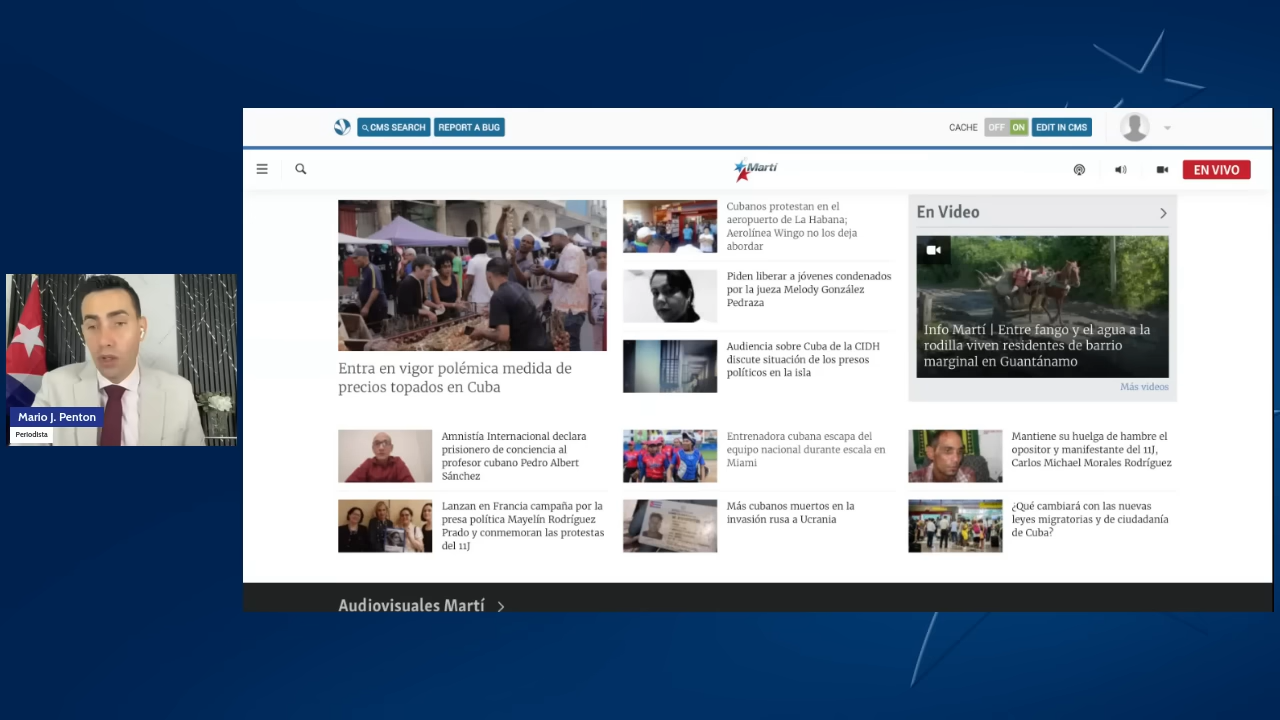 CMS SEARCH
REPORT A BUG
CACHE
OFF
ON
EDIT IN CMS
Martí
EN VIVO
Entra en vigor polémica medida de
precios topados en Cuba
Cubanos protestan en el
aeropuerto de La Habana;
Aerolínea Wingo no los deja
abordar
Piden liberar a jóvenes condenados
por la jueza Melody González
Pedraza
Audiencia sobre Cuba de la CIDH
discute situación de los presos
políticos en la isla
En Video
Info Martí | Entre fango y el agua a la
rodilla viven residentes de barrio
marginal en Guantánamo
Más videos
Amnistía Internacional declara
prisionero de conciencia al
profesor cubano Pedro Albert
Sánchez
Entrenadora cubana escapa del
equipo nacional durante escala en
Miami
Mantiene su huelga de hambre el
opositor y manifestante del 11J,
Carlos Michael Morales Rodríguez
Lanzan en Francia campaña por la
presa política Mayelín Rodríguez
Prado y conmemoran las protestas
del 11J
Más cubanos muertos en la
invasión rusa a Ucrania
¿Qué cambiará con las nuevas
leyes migratorias y de ciudadanía
de Cuba?
Audiovisuales Martí
Mario J. Penton
Periodista